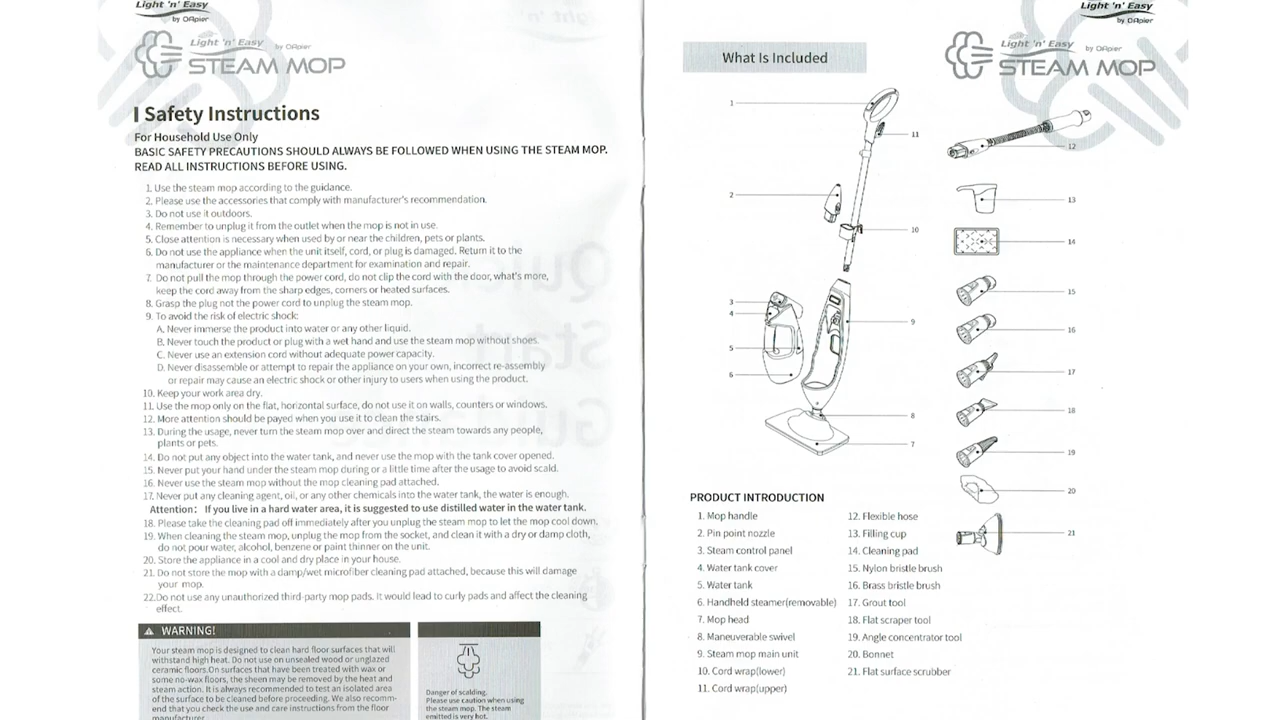 Light 'n' Easy
by OApier
Light 'n' Easy by OApier
STEAM MOP
Safety Instructions
For Household Use Only
BASIC SAFETY PRECAUTIONS SHOULD ALWAYS BE FOLLOWED WHEN USING THE STEAM MOP.
READ ALL INSTRUCTIONS BEFORE USING.
1. Use the steam mop according to the guidance.
2. Please use the accessories that comply with manufacturer's recommendation.
3. Do not use it outdoors.
4. Remember to unplug it from the outlet when the mop is not in use.
5. Close attention is necessary when used by or near the children, pets or plants.
6. Do not use the appliance when the unit itself, cord, or plug is damaged. Return it to the
manufacturer or the maintenance department for examination and repair.
7. Do not pull the mop through the power cord, do not clip the cord with the door, what's more,
keep the cord away from the sharp edges, corners or heated surfaces.
8. Grasp the plug not the power cord to unplug the steam mop.
9. To avoid the risk of electric shock:
A. Never immerse the product into water or any other liquid.
B. Never touch the product or plug with a wet hand and use the steam mop without shoes.
C. Never use an extension cord without adequate power capacity.
D. Never disassemble or attempt to repair the appliance on your own, incorrect re-assembly
or repair may cause an electric shock or other injury to users when using the product.
10. Keep your work area dry.
11. Use the mop only on the flat, horizontal surface, do not use it on walls, counters or windows.
12. More attention should be payed when you use it to clean the stairs.
13. During the usage, never turn the steam mop over and direct the steam towards any people,
plants or pets.
14. Do not put any object into the water tank, and never use the mop with the tank cover opened.
15. Never put your hand under the steam mop during or a little time after the usage to avoid scald.
16. Never use the steam mop without the mop cleaning pad attached.
17. Never put any cleaning agent, oil, or any other chemicals into the water tank, the water is enough.
Attention: If you live in a hard water area, it is suggested to use distilled water in the water tank.
18. Please take the cleaning pad off immediately after you unplug the steam mop to let the mop cool down.
19. When cleaning the steam mop, unplug the mop from the socket, and clean it with a dry or damp cloth,
do not pour water, alcohol, benzene or paint thinner on the unit.
20. Store the appliance in a cool and dry place in your house.
21. Do not store the mop with a damp/wet microfiber cleaning pad attached, because this will damage
your mop.
22.Do not use any unauthorized third-party mop pads. It would lead to curly pads and affect the cleaning
effect.
WARNING!
Your steam mop is designed to clean hard floor surfaces that will
withstand high heat. Do not use on unsealed wood or unglazed
ceramic floors.On surfaces that have been treated with wax or
some no-wax floors, the sheen may be removed by the heat and
steam action. It is always recommended to test an isolated area
of the surface to be cleaned before proceeding. We also recomm-
end that you check the use and care instructions from the floor
manufacturer.
Danger of scalding.
Please use caution when using
the steam mop. The steam
emitted is very hot.
Light 'n' Easy
by OApier
Light 'n' Easy by OApier
STEAM MOP
What Is Included
1
11
12
2
13
10
14
3
4
15
9
16
5
6
17
8
18
7
19
20
21
PRODUCT INTRODUCTION
1. Mop handle
2. Pin point nozzle
3. Steam control panel
4. Water tank cover
5. Water tank
6. Handheld steamer(removable)
7. Mop head
8. Maneuverable swivel
9. Steam mop main unit
10. Cord wrap(lower)
11. Cord wrap(upper)
12. Flexible hose
13. Filling cup
14. Cleaning pad
15. Nylon bristle brush
16. Brass bristle brush
17. Grout tool
18. Flat scraper tool
19. Angle concentrator tool
20. Bonnet
21. Flat surface scrubber